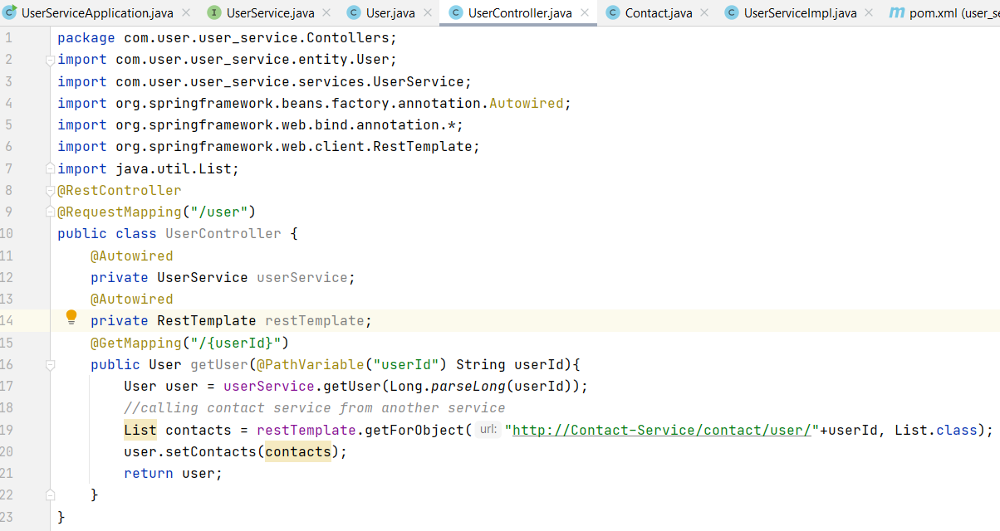 UserServiceApplication.java UserService.java User.java UserController.java Contact.java UserServiceImpl.java pom.xml (user_se
1 package com.user.user_service.Contollers;
2 import com.user.user_service.entity.User;
3 import com.user.user_service.services.UserService;
4 import org.springframework.beans.factory.annotation.Autowired;
5 import org.springframework.web.bind.annotation.*;
6 import org.springframework.web.client.RestTemplate;
7 import java.util.List;
8 @RestController
9 @RequestMapping("/user")
10 public class UserController {
11 @Autowired
12 private UserService userService;
13 @Autowired
14 private RestTemplate restTemplate;
15 @GetMapping("/{userId}")
16 public User getUser(@PathVariable("userId") String userId){
17 User user = userService.getUser(Long.parseLong(userId));
18 //calling contact service from another service
19 List contacts = restTemplate.getForObject( url: "http://Contact-Service/contact/user/"+userId, List.class);
20 user.setContacts(contacts);
21 return user;
22 }
23 }